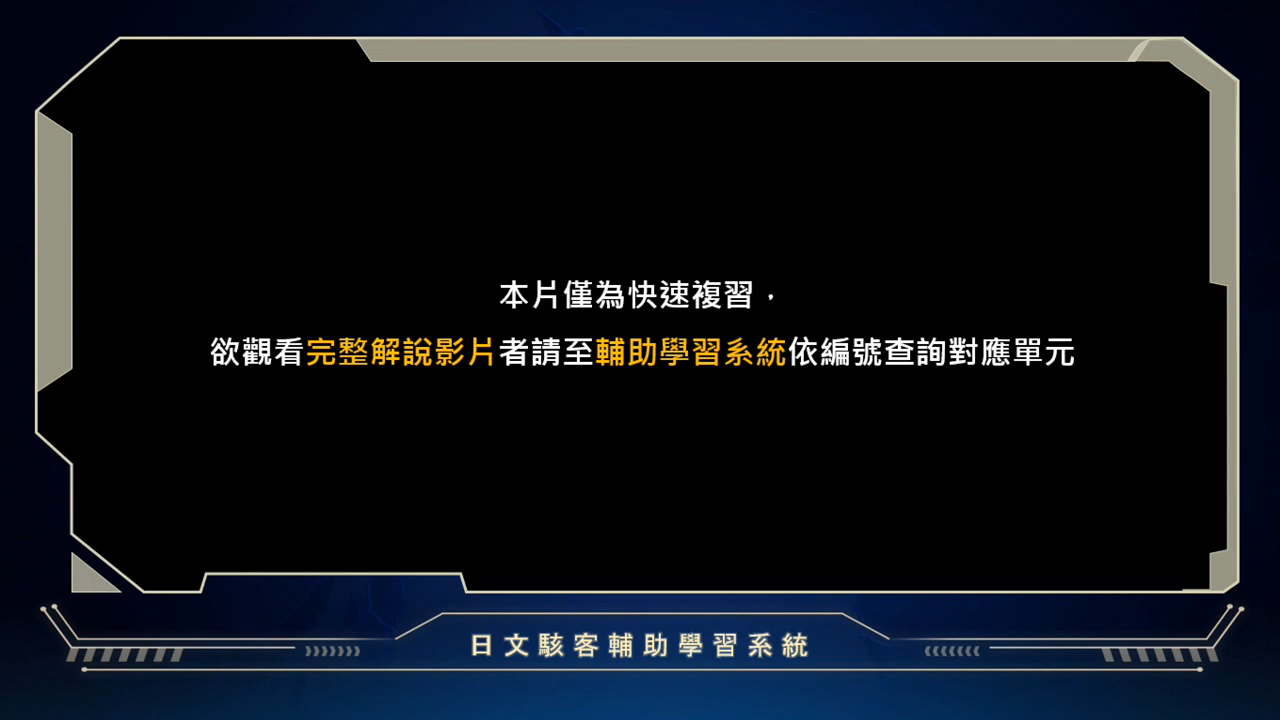 本片僅為快速複習，
欲觀看完整解說影片者請至輔助學習系統依編號查詢對應單元
日文駭客輔助學習系統